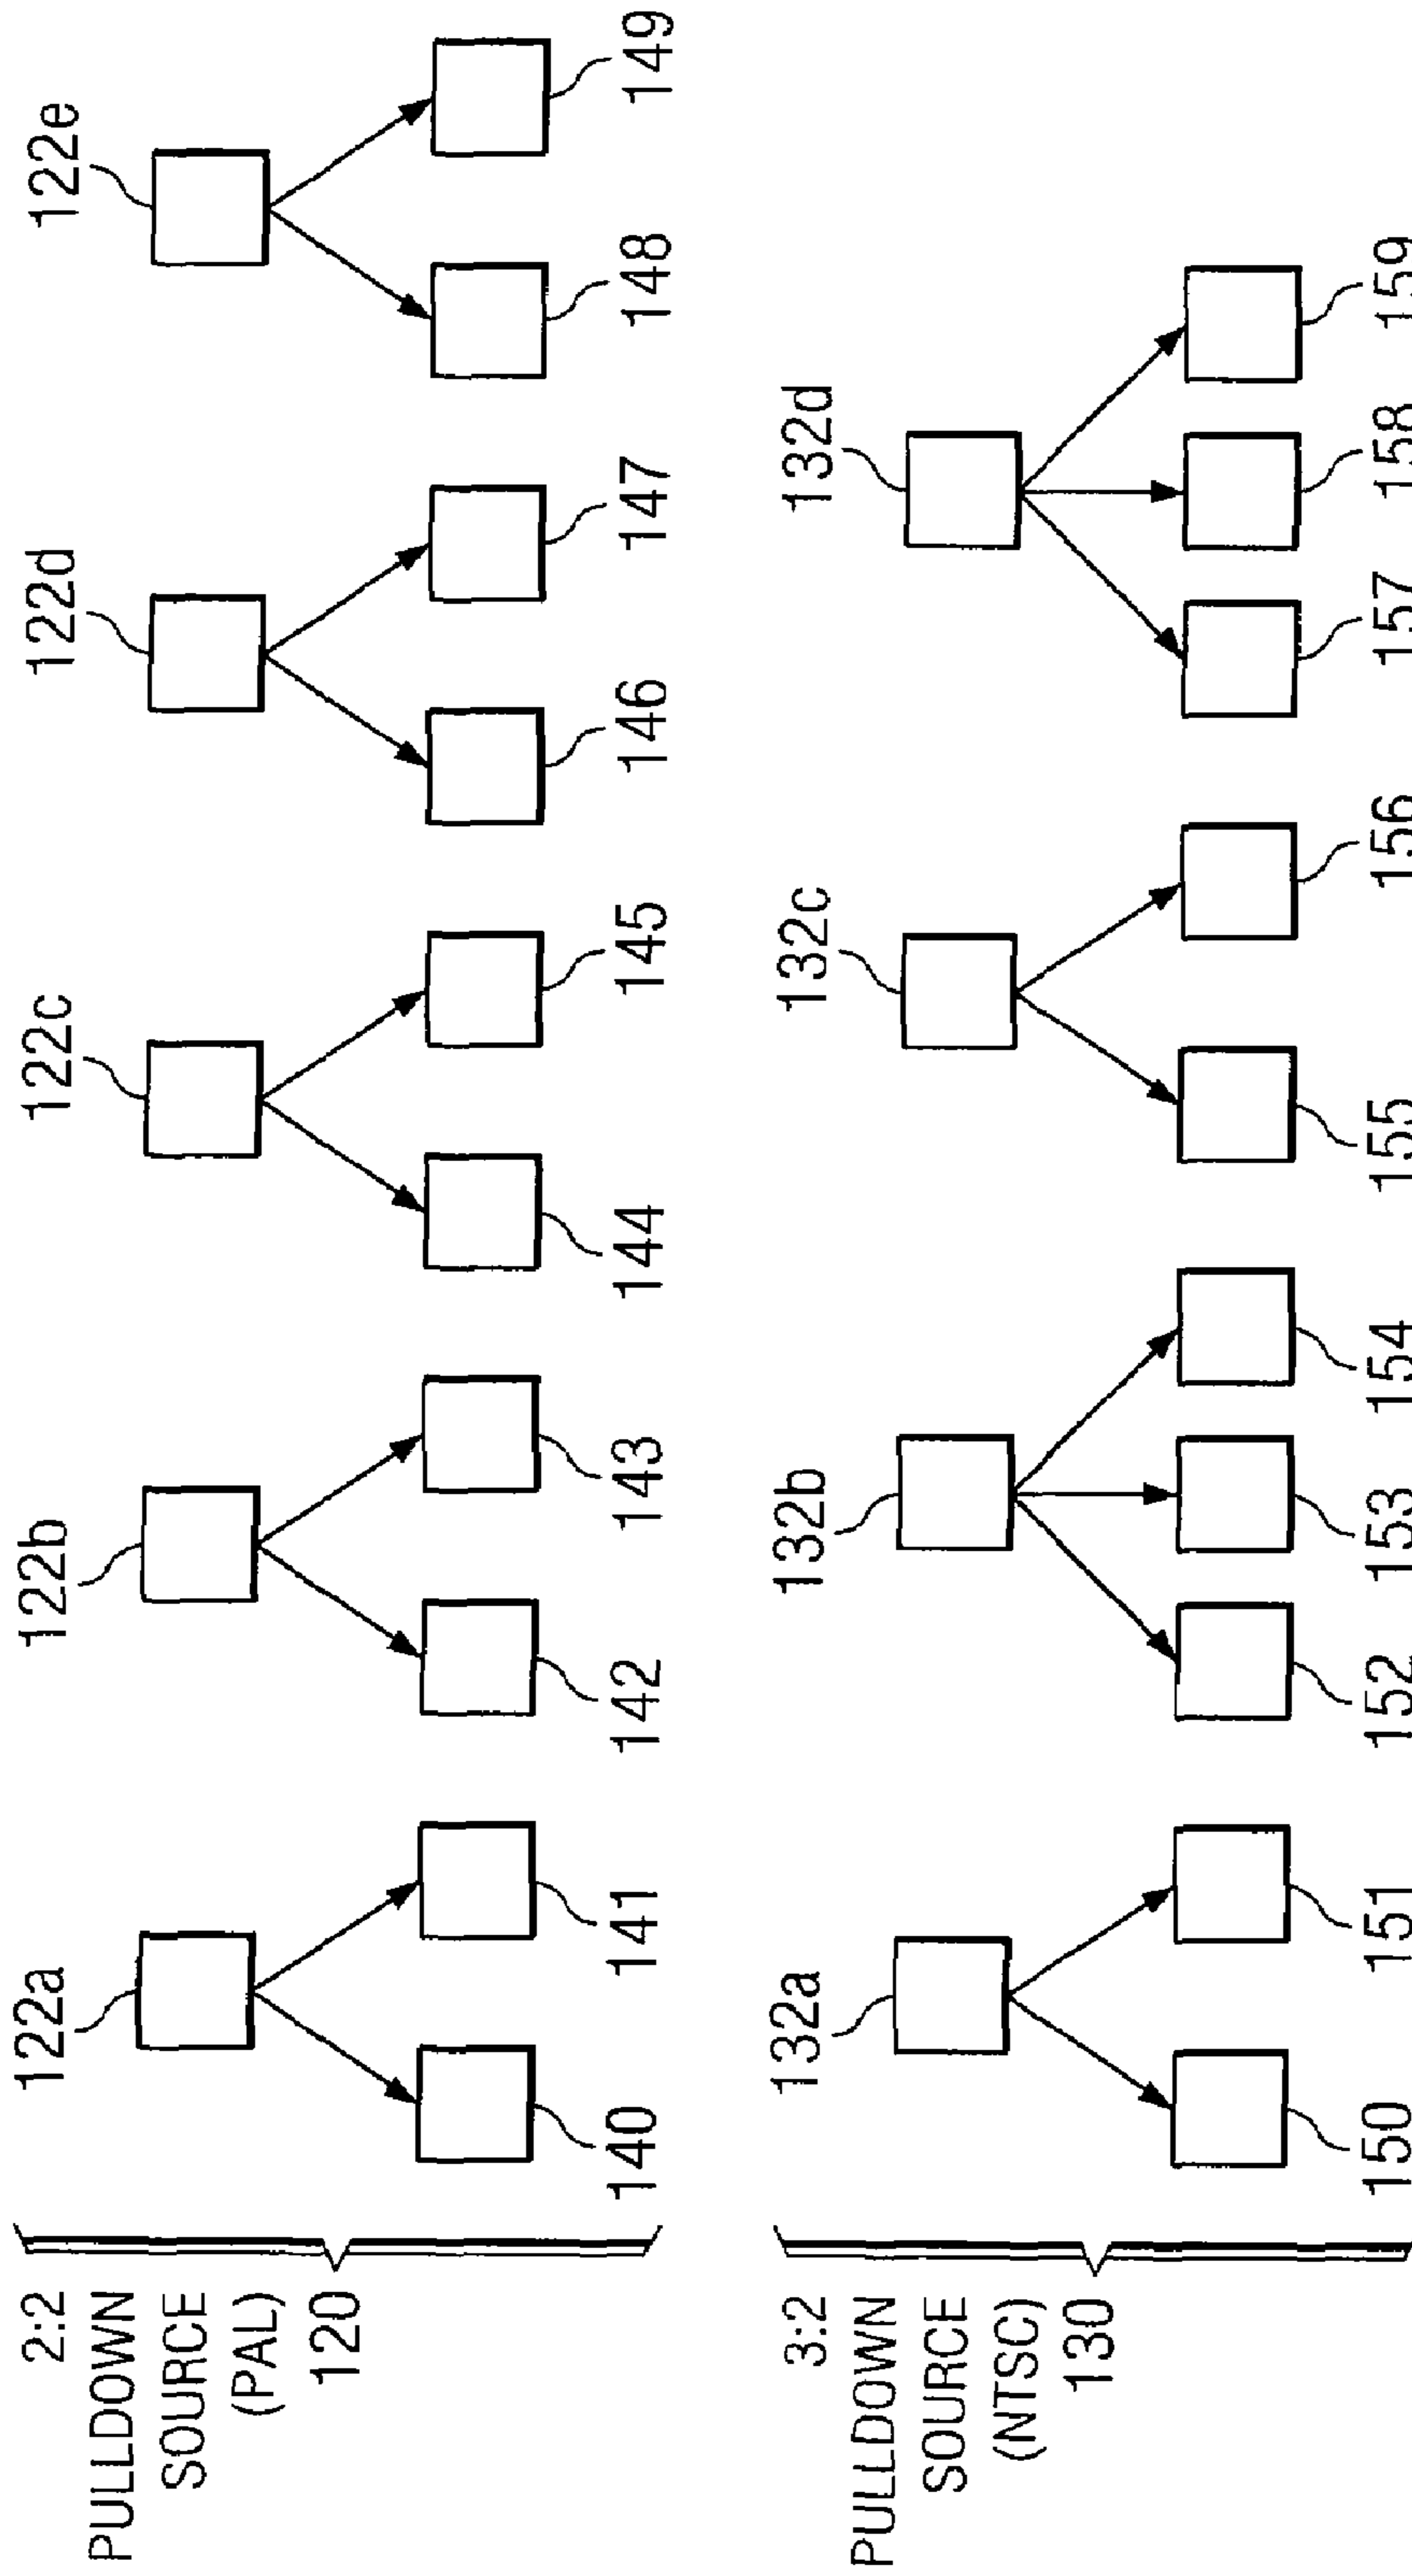 2:2
PULLDOWN
SOURCE
(PAL)
120
122a
122b
122c
122d
122e
140
141
142
143
144
145
146
147
148
149
3:2
PULLDOWN
SOURCE
(NTSC)
130
132a
132b
132c
132d
150
151
152
153
154
155
156
157
158
159